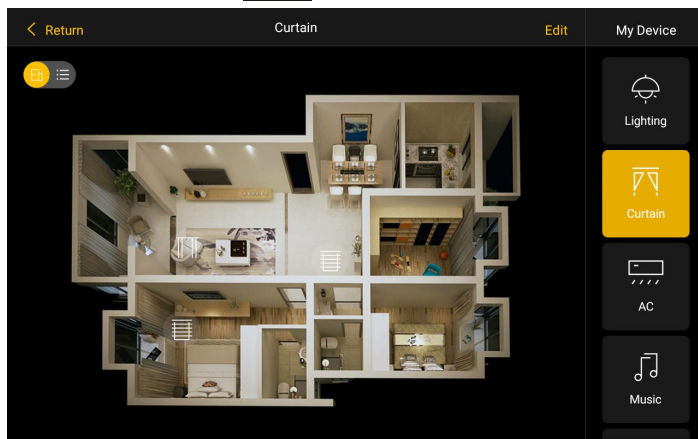 Return
Curtain
Edit
My Device
Lighting
Curtain
AC
Music